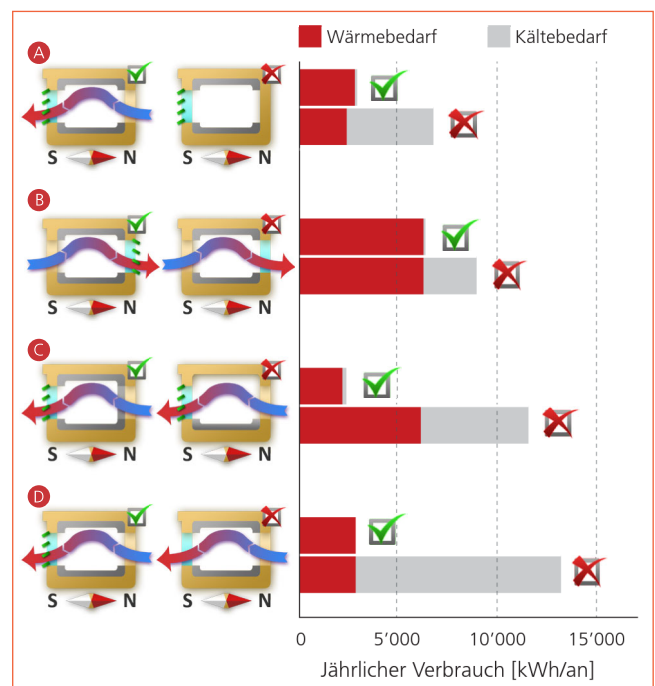 Wärmebedarf
Kältebedarf
A
S N
S N
B
S N
S N
C
S N
S N
D
S N
S N
0 5'000 10'000 15'000
Jährlicher Verbrauch [kWh/an]